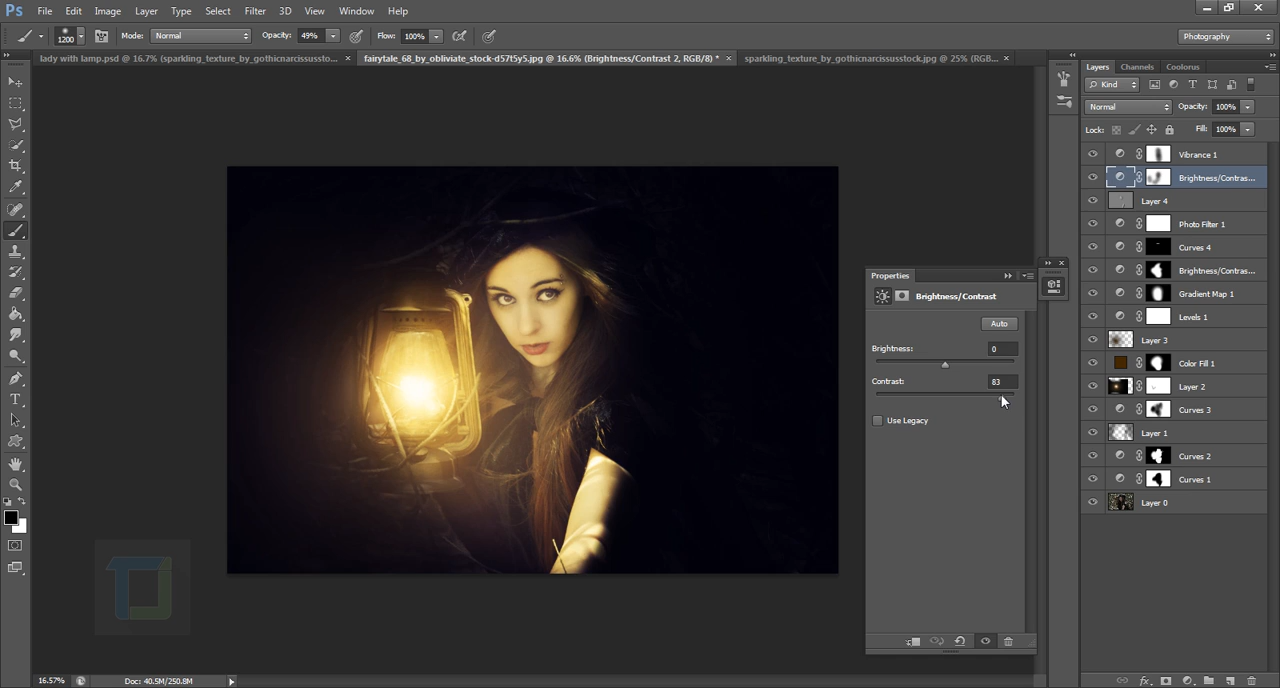 Ps File Edit Image Layer Type Select Filter 3D View Window Help
1200 Mode: Normal Opacity: 49% Flow: 100% Photography
lady with lamp.psd @ 16.7% (sparkling_texture_by_gothicnarcissussto... × fairytale_68_by_obliviate_stock-d57t5y5.jpg @ 16.6% (Brightness/Contrast 2, RGB/8) * × sparkling_texture_by_gothicnarcissusstock.jpg @ 25% (RGB... ×
Layers Channels Coolorus
Kind
Normal Opacity: 100%
Lock: Fill: 100%
Vibrance 1
Brightness/Contras...
Layer 4
Photo Filter 1
Curves 4
Brightness/Contras...
Gradient Map 1
Levels 1
Layer 3
Color Fill 1
Layer 2
Curves 3
Layer 1
Curves 2
Curves 1
Layer 0
Properties
Brightness/Contrast
Auto
Brightness: 0
Contrast: 83
Use Legacy
16.57% Doc: 40.5M/250.8M